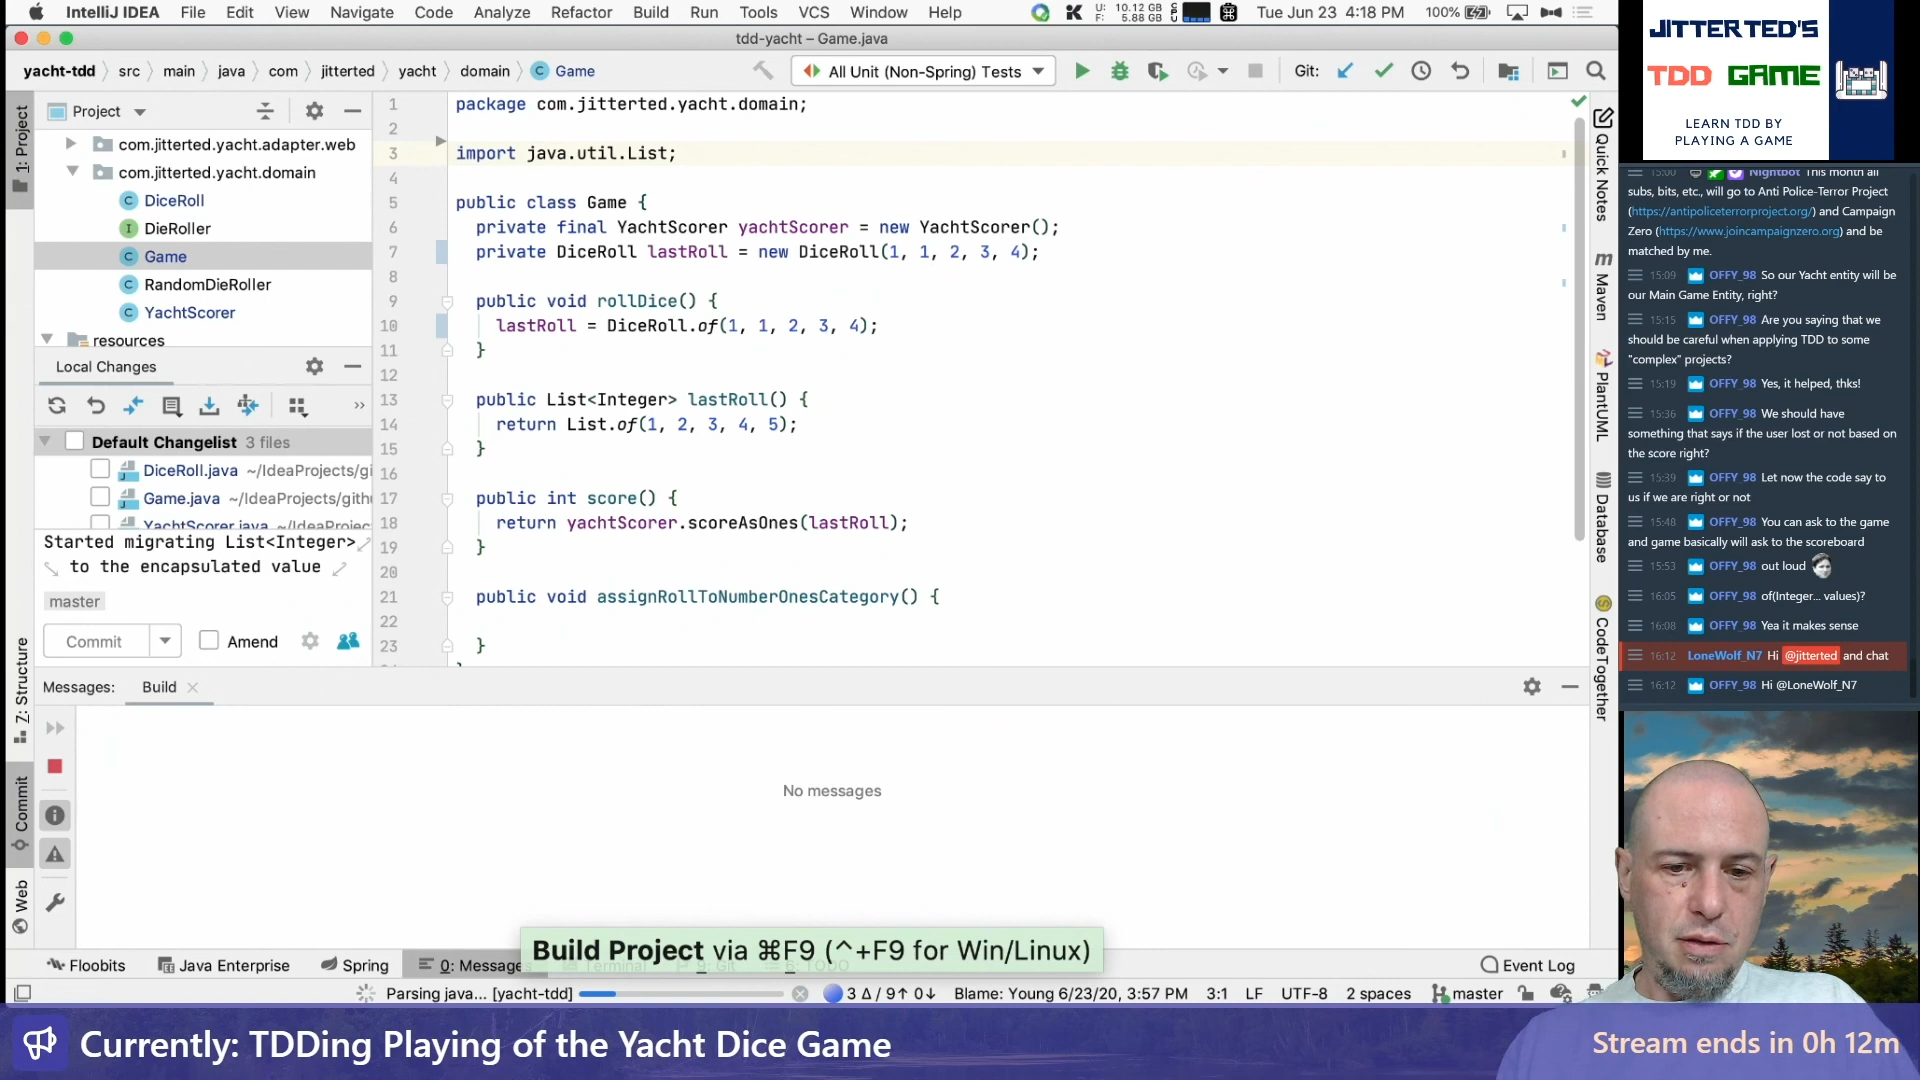 IntelliJ IDEA File Edit View Navigate Code Analyze Refactor Build Run Tools VCS Window Help
U: 10.12 GB
F: 5.88 GB
Tue Jun 23 4:18 PM 100%
tdd-yacht – Game.java
yacht-tdd src main java com jitterted yacht domain Game
All Unit (Non-Spring) Tests
Git:
1: Project
Project
com.jitterted.yacht.adapter.web
com.jitterted.yacht.domain
DiceRoll
DieRoller
Game
RandomDieRoller
YachtScorer
resources
Local Changes
Default Changelist 3 files
DiceRoll.java ~/IdeaProjects/gi
Game.java ~/IdeaProjects/gith
YachtScorer.java ~/IdeaProjec
Started migrating List<Integer>
to the encapsulated value
master
Commit
Amend
Z: Structure
Commit
Web
1 package com.jitterted.yacht.domain;
2
3 import java.util.List;
4
5 public class Game {
6 private final YachtScorer yachtScorer = new YachtScorer();
7 private DiceRoll lastRoll = new DiceRoll(1, 1, 2, 3, 4);
8
9 public void rollDice() {
10 lastRoll = DiceRoll.of(1, 1, 2, 3, 4);
11 }
12
13 public List<Integer> lastRoll() {
14 return List.of(1, 2, 3, 4, 5);
15 }
16
17 public int score() {
18 return yachtScorer.scoreAsOnes(lastRoll);
19 }
20
21 public void assignRollToNumberOnesCategory() {
22
23 }
Quick Notes
Maven
PlantUML
Database
CodeTogether
Messages: Build
No messages
Build Project via ⌘F9 (^+F9 for Win/Linux)
Floobits Java Enterprise Spring 0: Messages
Event Log
Parsing java... [yacht-tdd]
3 Δ / 9↑ 0↓ Blame: Young 6/23/20, 3:57 PM 3:1 LF UTF-8 2 spaces master
JITTER TED'S
TDD GAME
LEARN TDD BY
PLAYING A GAME
15:00 Nightbot This month all
subs, bits, etc., will go to Anti Police-Terror Project
(https://antipoliceterrorproject.org/) and Campaign
Zero (https://www.joincampaignzero.org) and be
matched by me.
15:09 OFFY_98 So our Yacht entity will be
our Main Game Entity, right?
15:15 OFFY_98 Are you saying that we
should be careful when applying TDD to some
"complex" projects?
15:19 OFFY_98 Yes, it helped, thks!
15:36 OFFY_98 We should have
something that says if the user lost or not based on
the score right?
15:39 OFFY_98 Let now the code say to
us if we are right or not
15:48 OFFY_98 You can ask to the game
and game basically will ask to the scoreboard
15:53 OFFY_98 out loud
16:05 OFFY_98 of(Integer... values)?
16:08 OFFY_98 Yea it makes sense
16:12 LoneWolf_N7 Hi @jitterted and chat
16:12 OFFY_98 Hi @LoneWolf_N7
Currently: TDDing Playing of the Yacht Dice Game
Stream ends in 0h 12m